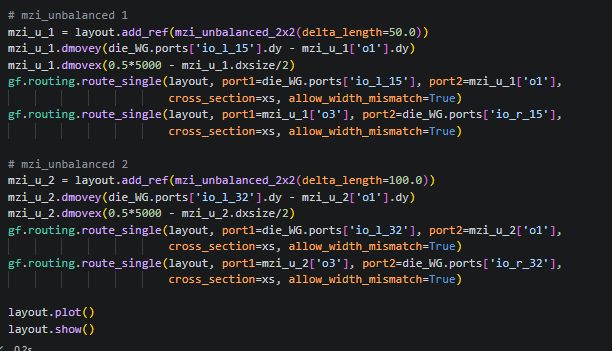 # mzi_unbalanced 1
mzi_u_1 = layout.add_ref(mzi_unbalanced_2x2(delta_length=50.0))
mzi_u_1.dmovey(die_WG.ports['io_l_15'].dy - mzi_u_1['o1'].dy)
mzi_u_1.dmovex(0.5*5000 - mzi_u_1.dxsize/2)
gf.routing.route_single(layout, port1=die_WG.ports['io_l_15'], port2=mzi_u_1['o1'],
cross_section=xs, allow_width_mismatch=True)
gf.routing.route_single(layout, port1=mzi_u_1['o3'], port2=die_WG.ports['io_r_15'],
cross_section=xs, allow_width_mismatch=True)
# mzi_unbalanced 2
mzi_u_2 = layout.add_ref(mzi_unbalanced_2x2(delta_length=100.0))
mzi_u_2.dmovey(die_WG.ports['io_l_32'].dy - mzi_u_2['o1'].dy)
mzi_u_2.dmovex(0.5*5000 - mzi_u_2.dxsize/2)
gf.routing.route_single(layout, port1=die_WG.ports['io_l_32'], port2=mzi_u_2['o1'],
cross_section=xs, allow_width_mismatch=True)
gf.routing.route_single(layout, port1=mzi_u_2['o3'], port2=die_WG.ports['io_r_32'],
cross_section=xs, allow_width_mismatch=True)
layout.plot()
layout.show()
0.2s